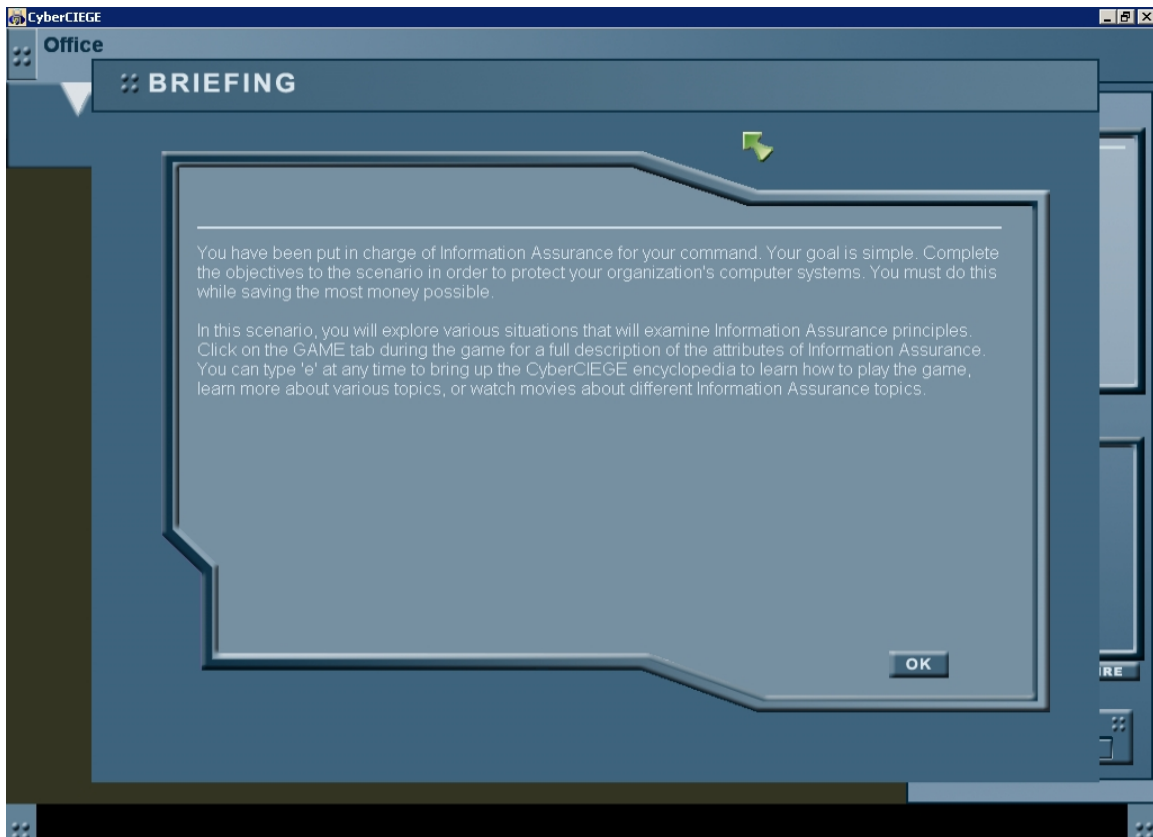 CyberCIEGE
Office
BRIEFING
You have been put in charge of Information Assurance for your command. Your goal is simple. Complete
the objectives to the scenario in order to protect your organization's computer systems. You must do this
while saving the most money possible.
In this scenario, you will explore various situations that will examine Information Assurance principles.
Click on the GAME tab during the game for a full description of the attributes of Information Assurance.
You can type 'e' at any time to bring up the CyberCIEGE encyclopedia to learn how to play the game,
learn more about various topics, or watch movies about different Information Assurance topics.
OK
IRE